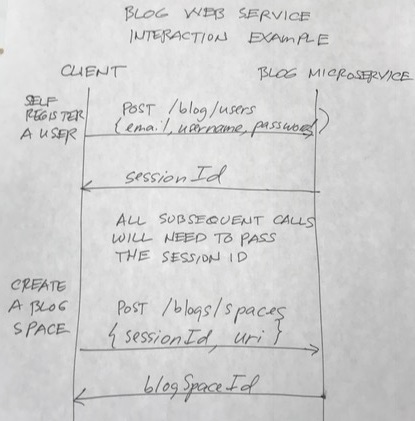 BLOG WEB SERVICE
INTERACTION EXAMPLE
CLIENT
BLOG MICROSERVICE
SELF
REGISTER
A USER
POST /blog/users
{email, username, password}
sessionId
ALL SUBSEQUENT CALLS
WILL NEED TO PASS
THE SESSION ID
CREATE
A BLOG
SPACE
POST /blogs/spaces
{sessionId, uri}
blogSpaceId